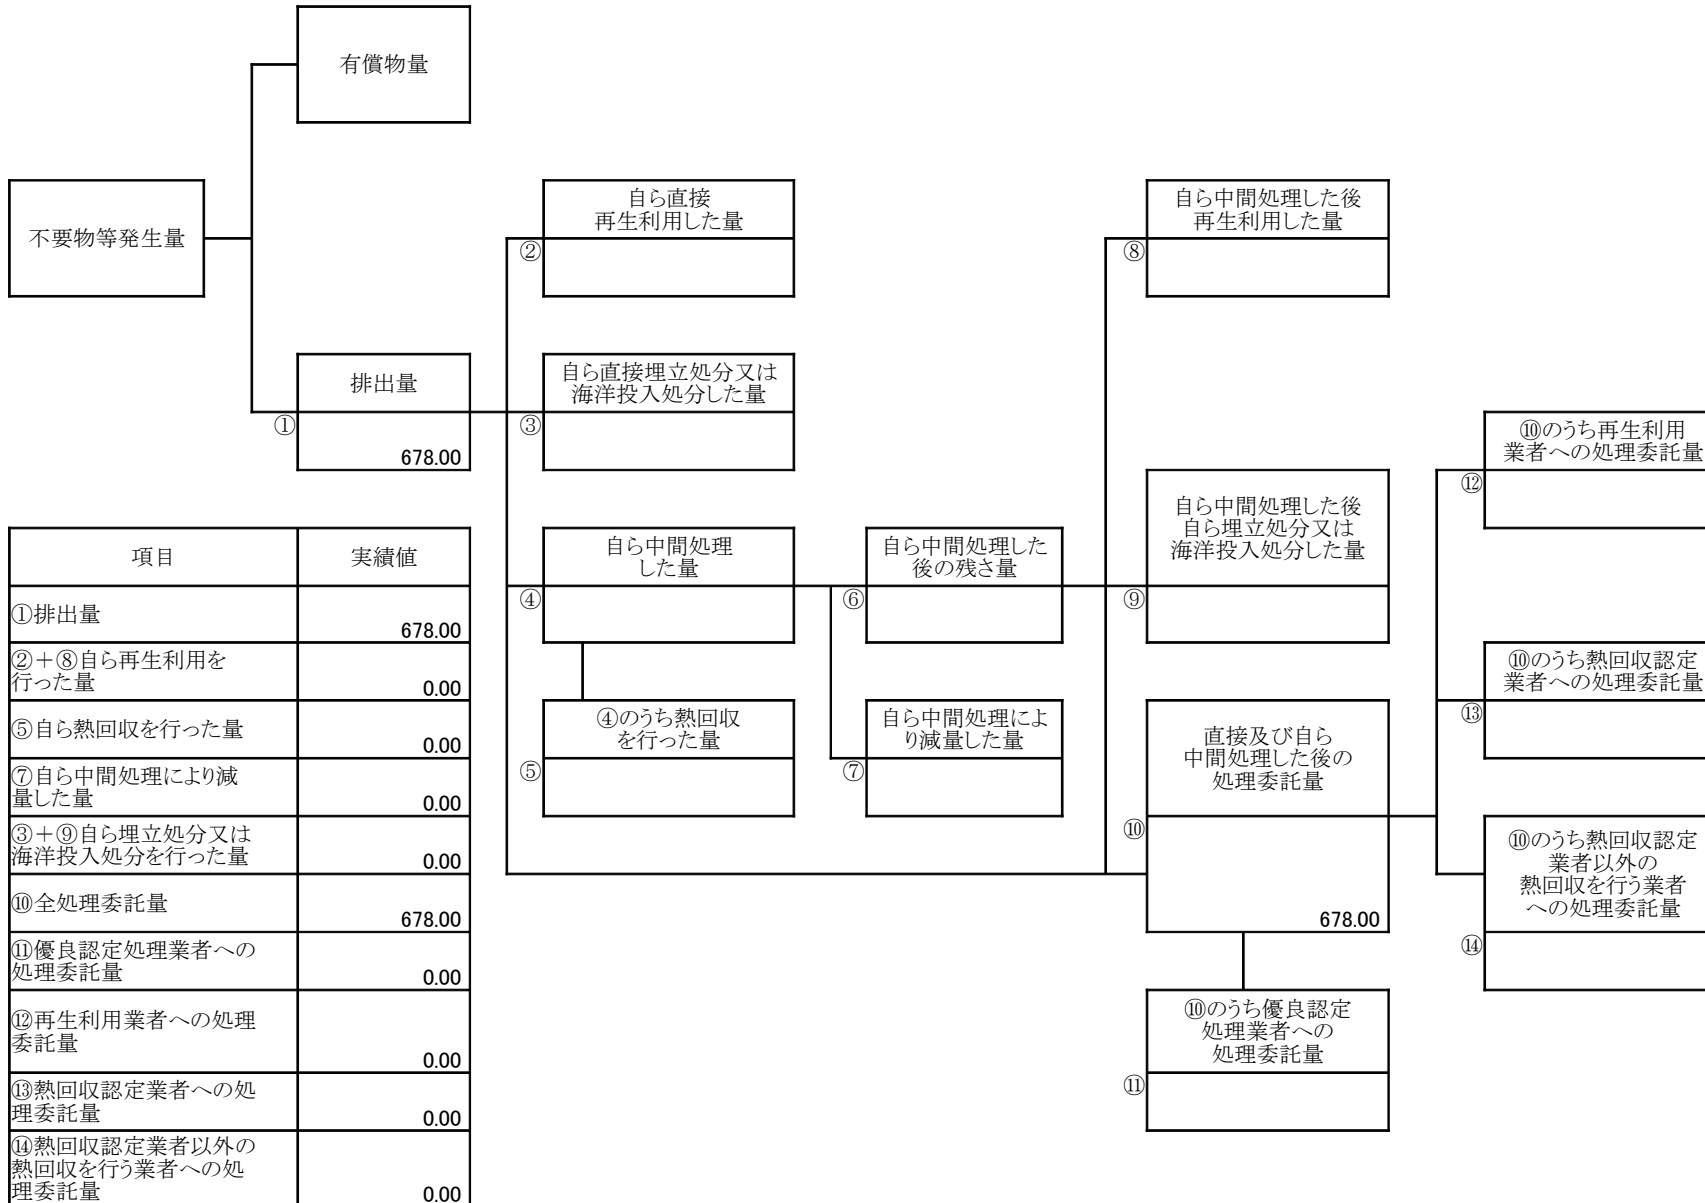 有償物量
不要物等発生量
自ら直接
再生利用した量
②
自ら中間処理した後
再生利用した量
⑧
排出量
①
678.00
自ら直接埋立処分又は
海洋投入処分した量
③
⑩のうち再生利用
業者への処理委託量
⑫
自ら中間処理
した量
④
自ら中間処理した
後の残さ量
⑥
自ら中間処理した後
自ら埋立処分又は
海洋投入処分した量
⑨
⑩のうち熱回収認定
業者への処理委託量
⑬
④のうち熱回収
を行った量
⑤
自ら中間処理によ
り減量した量
⑦
直接及び自ら
中間処理した後の
処理委託量
⑩
678.00
⑩のうち熱回収認定
業者以外の
熱回収を行う業者
への処理委託量
⑭
⑩のうち優良認定
処理業者への
処理委託量
⑪
項目
実績値
①排出量
678.00
②+⑧自ら再生利用を
行った量
0.00
⑤自ら熱回収を行った量
0.00
⑦自ら中間処理により減
量した量
0.00
③+⑨自ら埋立処分又は
海洋投入処分を行った量
0.00
⑩全処理委託量
678.00
⑪優良認定処理業者への
処理委託量
0.00
⑫再生利用業者への処理
委託量
0.00
⑬熱回収認定業者への処
理委託量
0.00
⑭熱回収認定業者以外の
熱回収を行う業者への処
理委託量
0.00